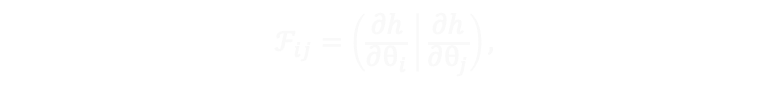 ℱᵢⱼ = (∂h/∂θᵢ | ∂h/∂θⱼ),